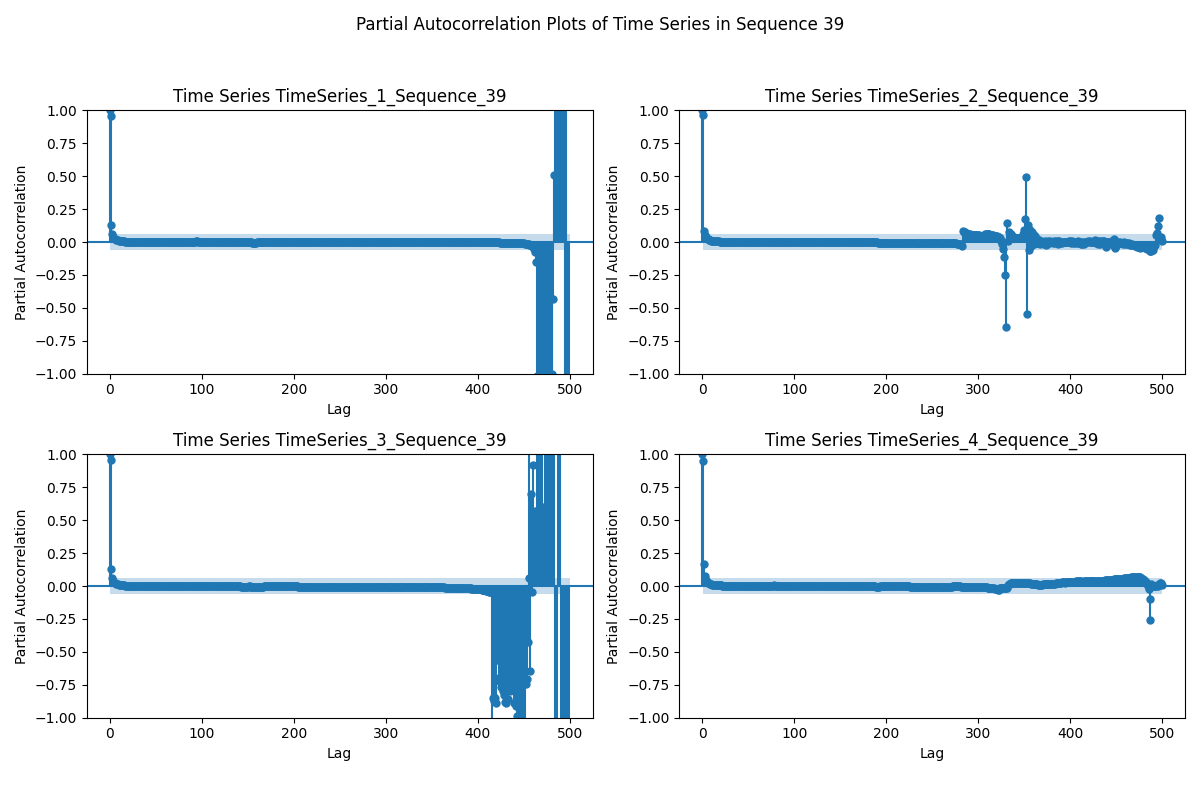 Partial Autocorrelation Plots of Time Series in Sequence 39
Time Series TimeSeries_1_Sequence_39
Partial Autocorrelation
1.00
0.75
0.50
0.25
0.00
−0.25
−0.50
−0.75
−1.00
0 100 200 300 400 500
Lag
Time Series TimeSeries_2_Sequence_39
Partial Autocorrelation
1.00
0.75
0.50
0.25
0.00
−0.25
−0.50
−0.75
−1.00
0 100 200 300 400 500
Lag
Time Series TimeSeries_3_Sequence_39
Partial Autocorrelation
1.00
0.75
0.50
0.25
0.00
−0.25
−0.50
−0.75
−1.00
0 100 200 300 400 500
Lag
Time Series TimeSeries_4_Sequence_39
Partial Autocorrelation
1.00
0.75
0.50
0.25
0.00
−0.25
−0.50
−0.75
−1.00
0 100 200 300 400 500
Lag